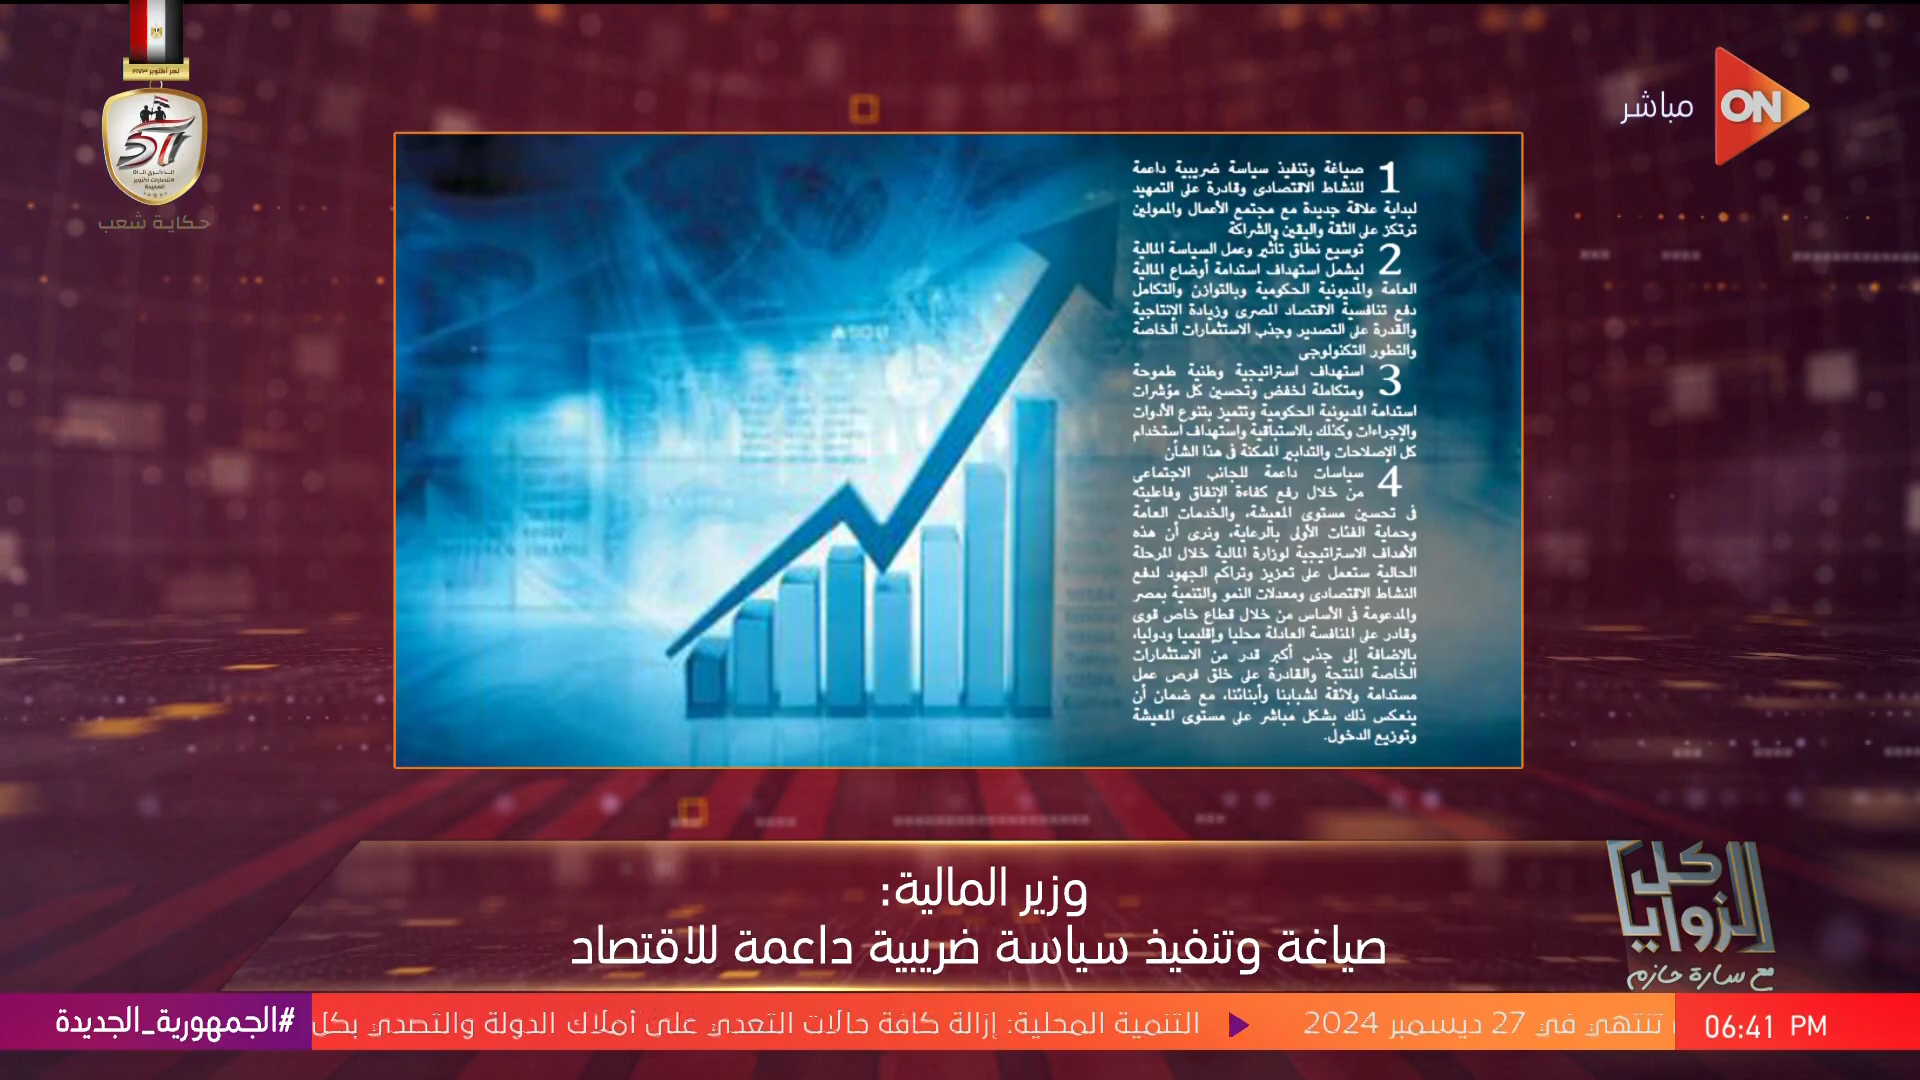 نصر أكتوبر ١٩٧٣
حكاية شعب
مباشر
ON
1 صياغة وتنفيذ سياسة ضريبية داعمة
للنشاط الاقتصادى وقادرة على التمهيد
لبداية علاقة جديدة مع مجتمع الأعمال والممولين
ترتكز على الثقة واليقين والشراكة
2 توسيع نطاق تأثير وعمل السياسة المالية
ليشمل استهداف استدامة أوضاع المالية
العامة والمديونية الحكومية وبالتوازن والتكامل
دفع تنافسية الاقتصاد المصرى وزيادة الإنتاجية
والقدرة على التصدير وجذب الاستثمارات الخاصة
والتطور التكنولوجى
3 استهداف استراتيجية وطنية طموحة
ومتكاملة لخفض وتحسين كل مؤشرات
استدامة المديونية الحكومية وتتميز بتنوع الأدوات
والإجراءات وكذلك بالاستباقية واستهداف استخدام
كل الإصلاحات والتدابير الممكنة فى هذا الشأن
4 سياسات داعمة للجانب الاجتماعى
من خلال رفع كفاءة الإنفاق وفاعليته
فى تحسين مستوى المعيشة، والخدمات العامة
وحماية الفئات الأولى بالرعاية، ونرى أن هذه
الأهداف الاستراتيجية لوزارة المالية خلال المرحلة
الحالية ستعمل على تعزيز وتراكم الجهود لدفع
النشاط الاقتصادى ومعدلات النمو والتنمية بمصر
والمدعومة فى الأساس من خلال قطاع خاص قوى
وقادر على المنافسة العادلة محليا وإقليميا ودوليا،
بالإضافة إلى جذب أكبر قدر من الاستثمارات
الخاصة المنتجة والقادرة على خلق فرص عمل
مستدامة ولائقة لشبابنا وأبنائنا، مع ضمان أن
ينعكس ذلك بشكل مباشر على مستوى المعيشة
وتوزيع الدخول.
كل الزوايا
مع سارة حازم
وزير المالية:
صياغة وتنفيذ سياسة ضريبية داعمة للاقتصاد
06:41 PM
تنتهي في 27 ديسمبر 2024 التنمية المحلية: إزالة كافة حالات التعدي على أملاك الدولة والتصدي بكل
#الجمهورية_الجديدة